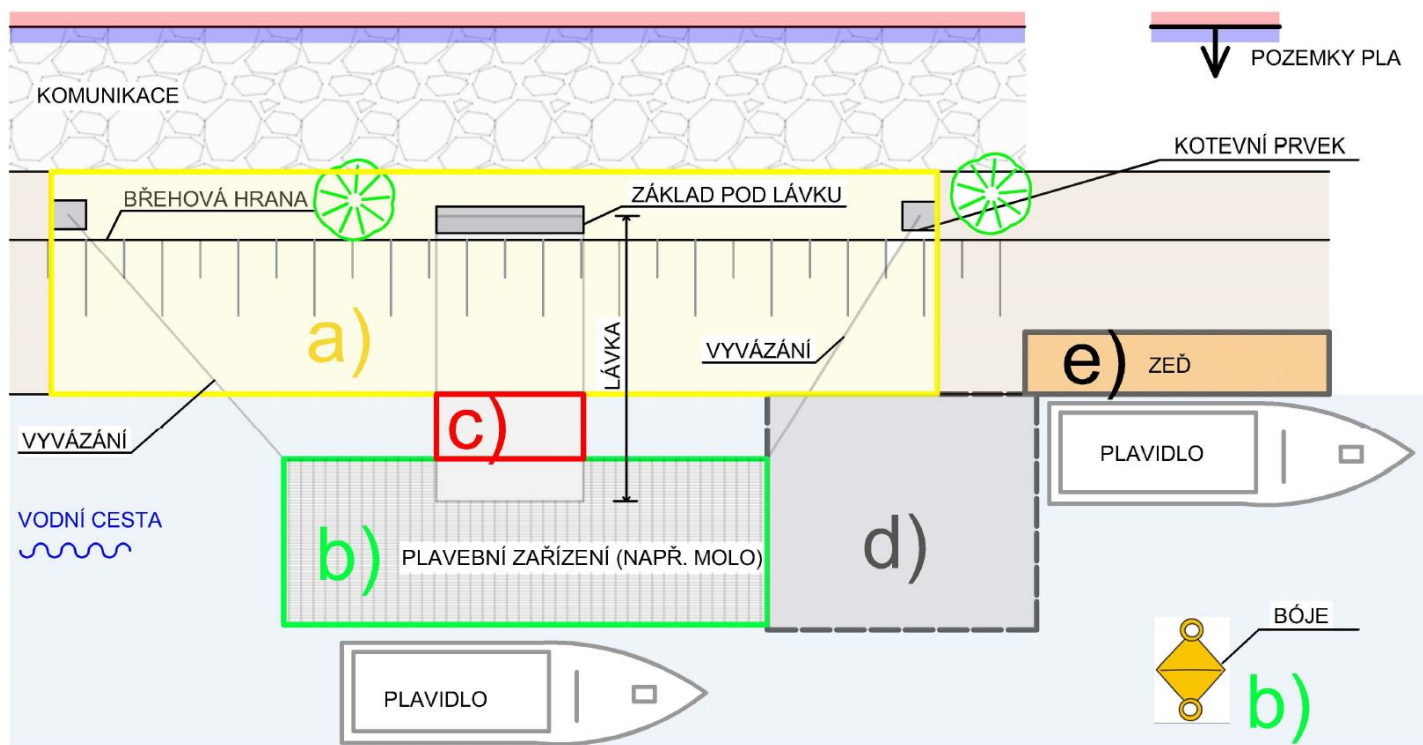 POZEMKY PLA
KOMUNIKACE
KOTEVNÍ PRVEK
BŘEHOVÁ HRANA
ZÁKLAD POD LÁVKU
a)
LÁVKA
VYVÁZÁNÍ
e)
ZEĎ
c)
VYVÁZÁNÍ
PLAVIDLO
VODNÍ CESTA
b)
PLAVEBNÍ ZAŘÍZENÍ (NAPŘ. MOLO)
d)
BÓJE
PLAVIDLO
b)